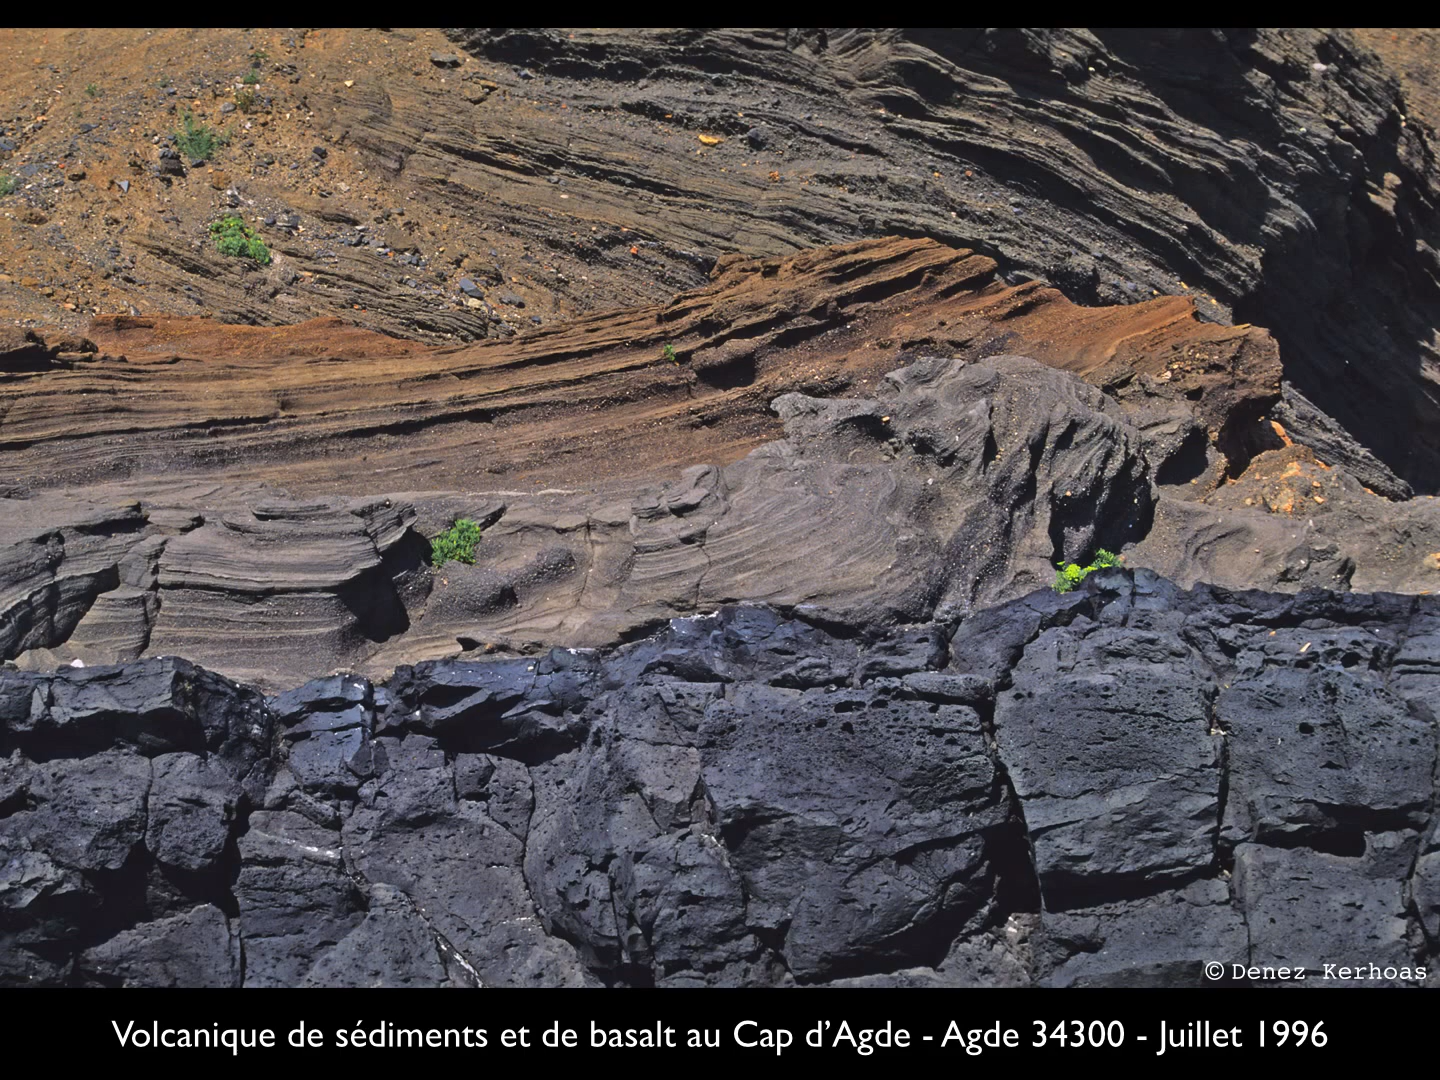 © Denez Kerhoas
Volcanique de sédiments et de basalt au Cap d’Agde - Agde 34300 - Juillet 1996